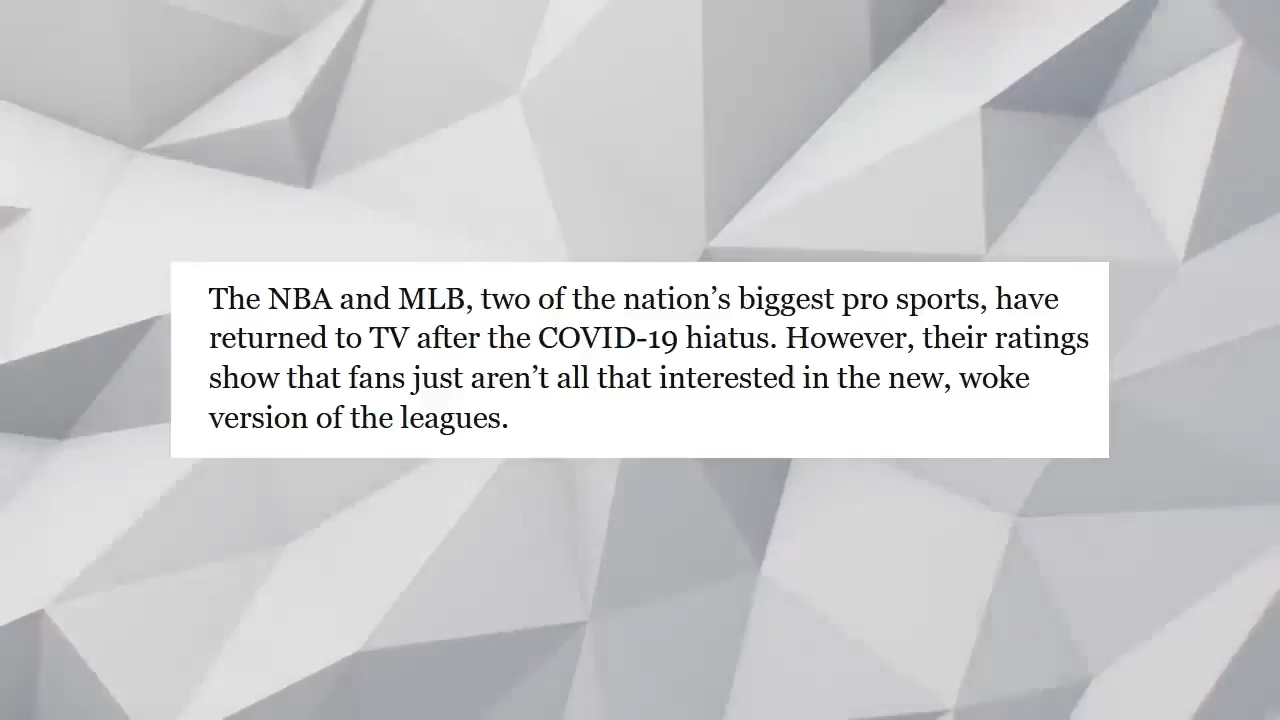 The NBA and MLB, two of the nation’s biggest pro sports, have
returned to TV after the COVID-19 hiatus. However, their ratings
show that fans just aren’t all that interested in the new, woke
version of the leagues.